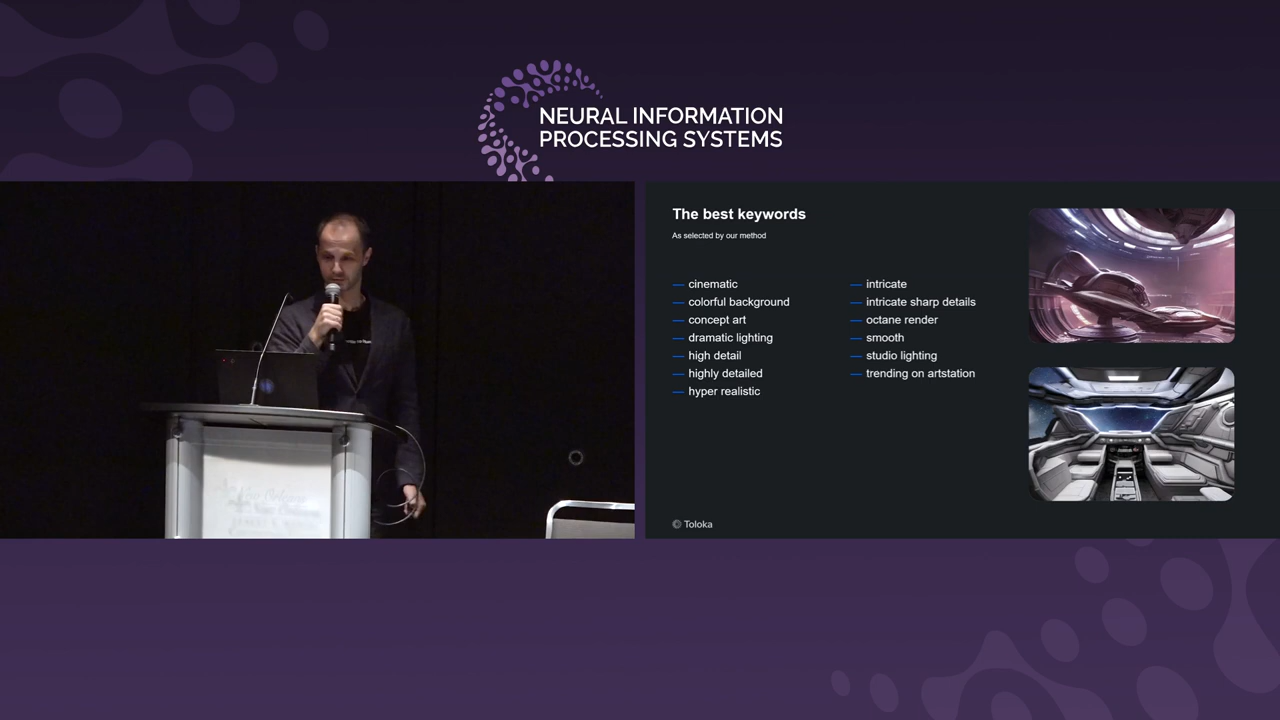 NEURAL INFORMATION
PROCESSING SYSTEMS
The best keywords
As selected by our method
— cinematic
— colorful background
— concept art
— dramatic lighting
— high detail
— highly detailed
— hyper realistic
— intricate
— intricate sharp details
— octane render
— smooth
— studio lighting
— trending on artstation
Toloka